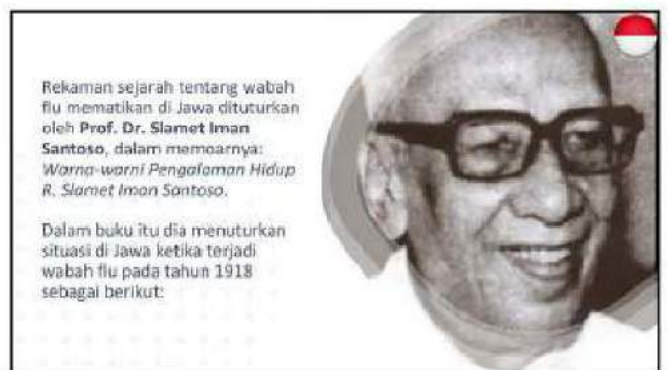 Rekaman sejarah tentang wabah
flu mematikan di Jawa dituturkan
oleh Prof. Dr. Slamet Iman
Santoso, dalam memoarnya:
Warna-warni Pengalaman Hidup
R. Slamet Iman Santoso.
Dalam buku itu dia menuturkan
situasi di Jawa ketika terjadi
wabah flu pada tahun 1918
sebagai berikut: